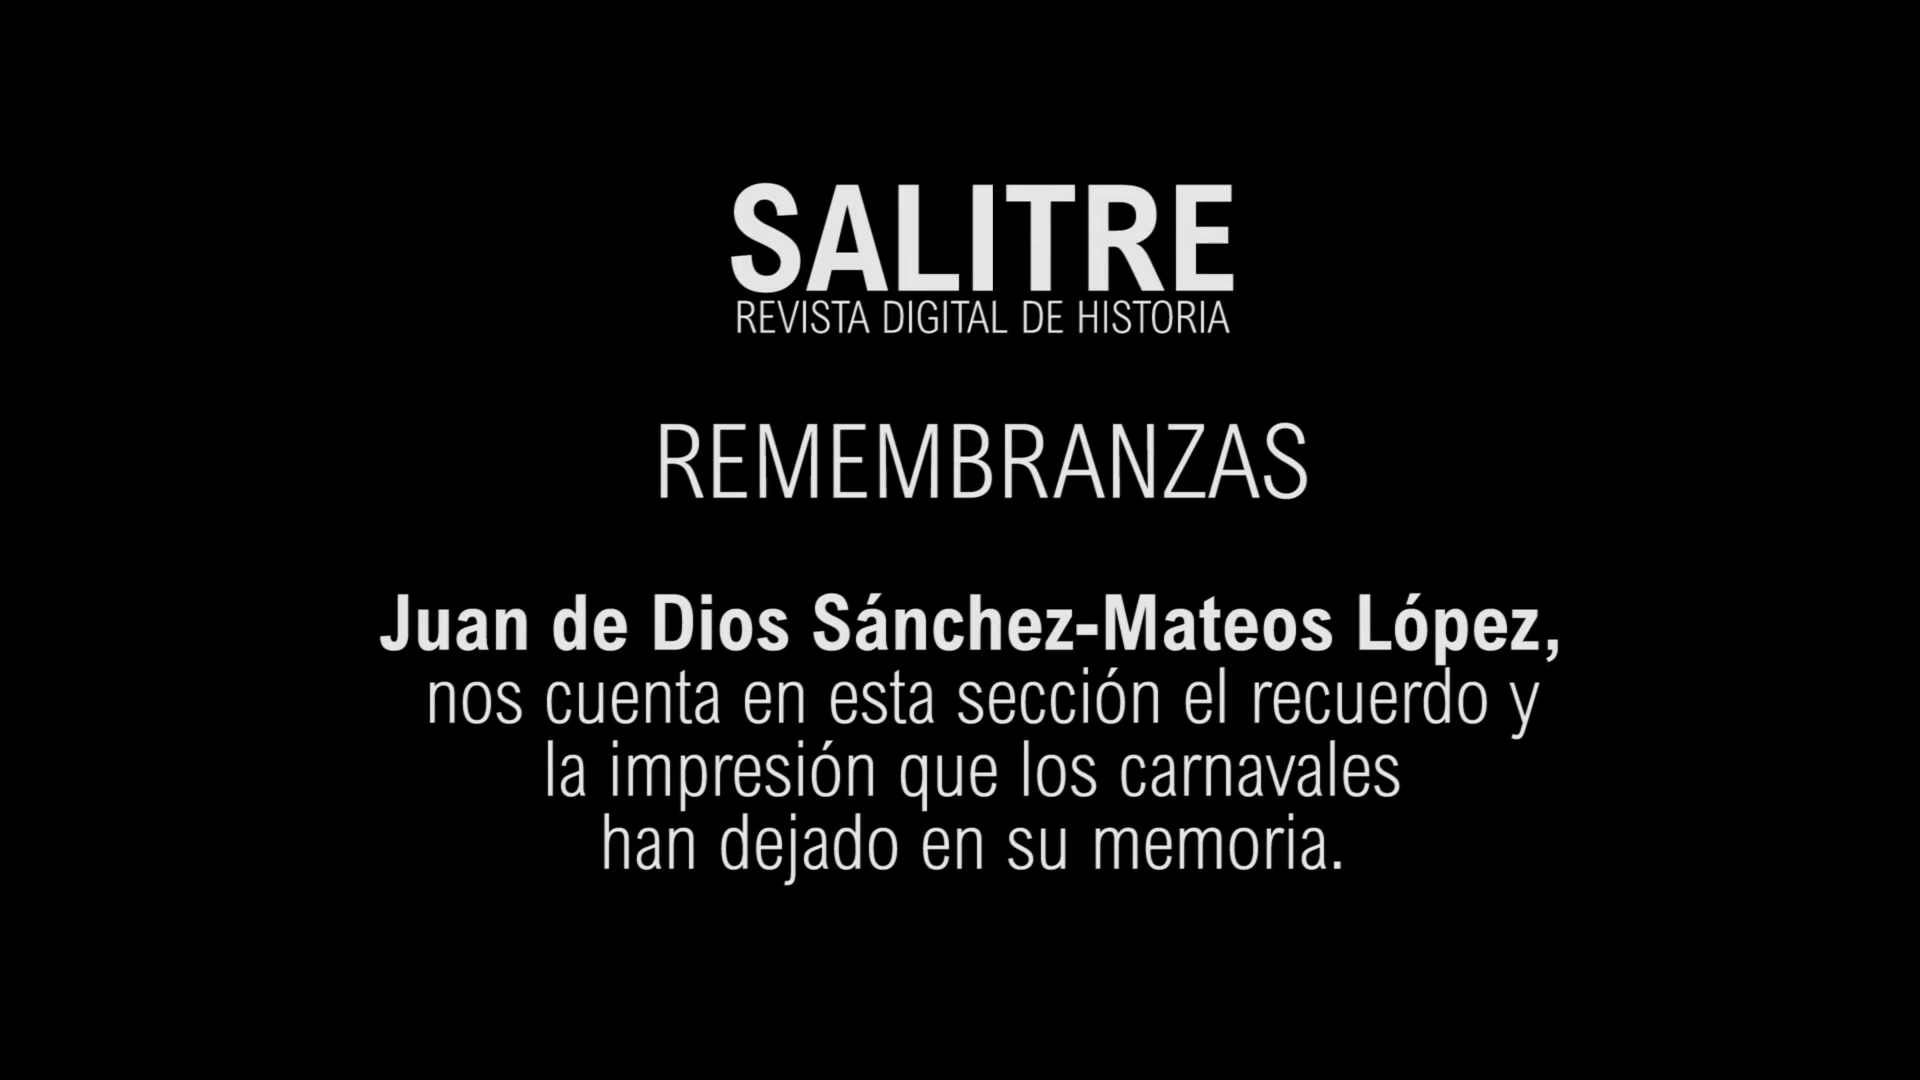 SALITRE
REVISTA DIGITAL DE HISTORIA
REMEMBRANZAS
Juan de Dios Sánchez-Mateos López,
nos cuenta en esta sección el recuerdo y
la impresión que los carnavales
han dejado en su memoria.